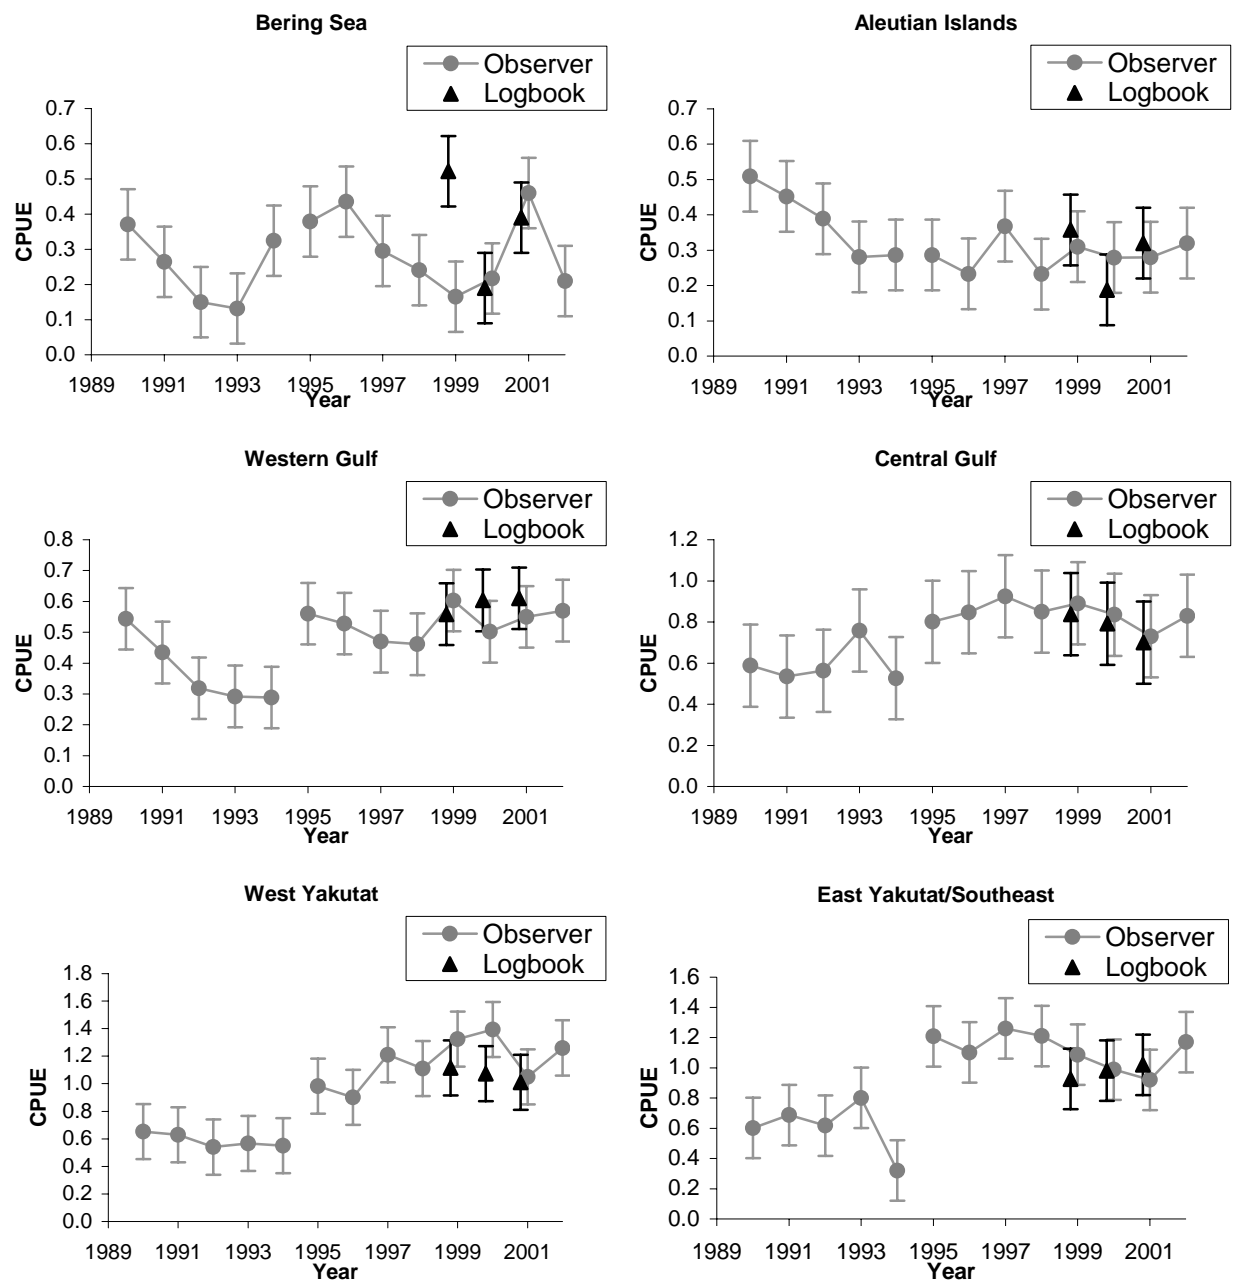 Bering Sea
Observer
Logbook
0.7
0.6
0.5
0.4
0.3
0.2
0.1
0.0
CPUE
1989 1991 1993 1995 1997 1999 2001
Year
Aleutian Islands
Observer
Logbook
0.7
0.6
0.5
0.4
0.3
0.2
0.1
0.0
CPUE
1989 1991 1993 1995 1997 1999 2001
Year
Western Gulf
Observer
Logbook
0.8
0.7
0.6
0.5
0.4
0.3
0.2
0.1
0.0
CPUE
1989 1991 1993 1995 1997 1999 2001
Year
Central Gulf
Observer
Logbook
1.2
1.0
0.8
0.6
0.4
0.2
0.0
CPUE
1989 1991 1993 1995 1997 1999 2001
Year
West Yakutat
Observer
Logbook
1.8
1.6
1.4
1.2
1.0
0.8
0.6
0.4
0.2
0.0
CPUE
1989 1991 1993 1995 1997 1999 2001
Year
East Yakutat/Southeast
Observer
Logbook
1.6
1.4
1.2
1.0
0.8
0.6
0.4
0.2
0.0
CPUE
1989 1991 1993 1995 1997 1999 2001
Year